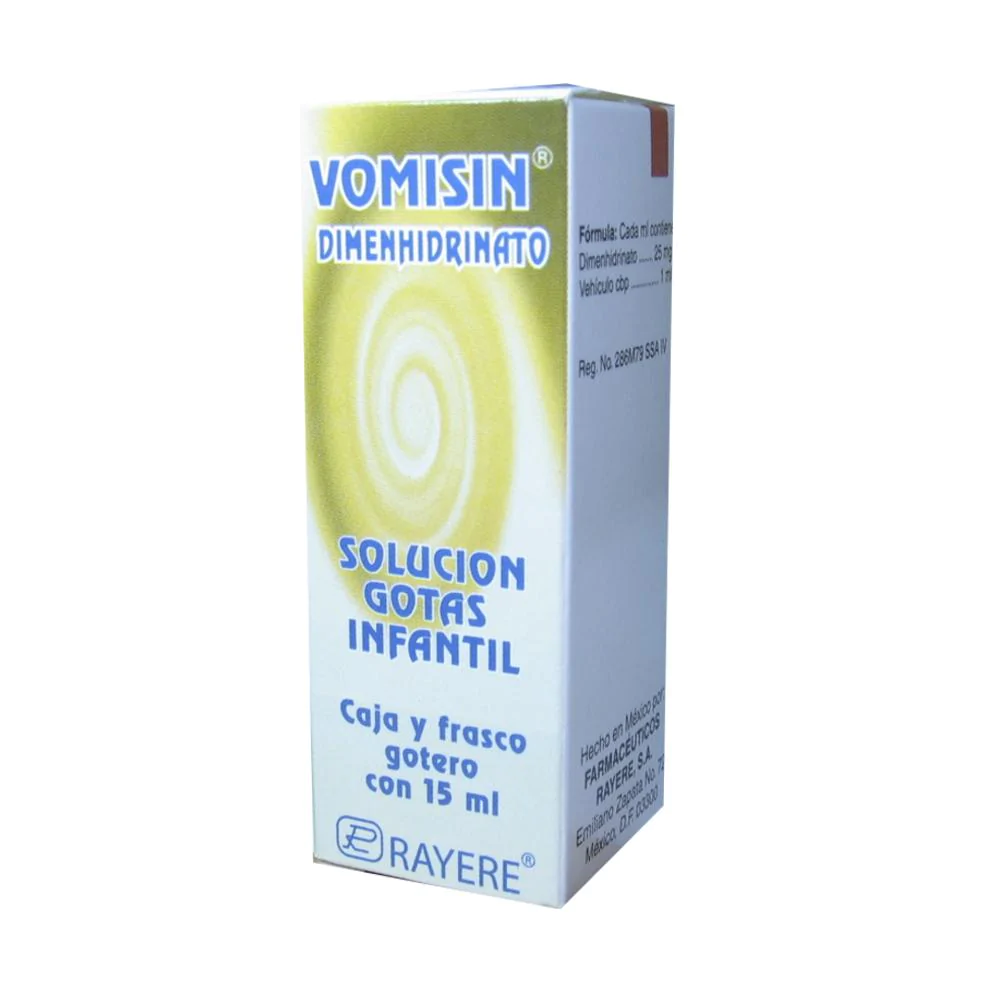 VOMISIN®
DIMENHIDRINATO
SOLUCION
GOTAS
INFANTIL
Caja y frasco
gotero
con 15 ml
RAYERE®
Fórmula: Cada ml contiene
Dimenhidrinato ...... 25 mg
Vehículo cbp .............. 1 ml
Reg. No. 286M79 SSA IV
Hecho en México por:
FARMACÉUTICOS
RAYERE, S.A.
Emiliano Zapata No. 72
México, D.F. 03300